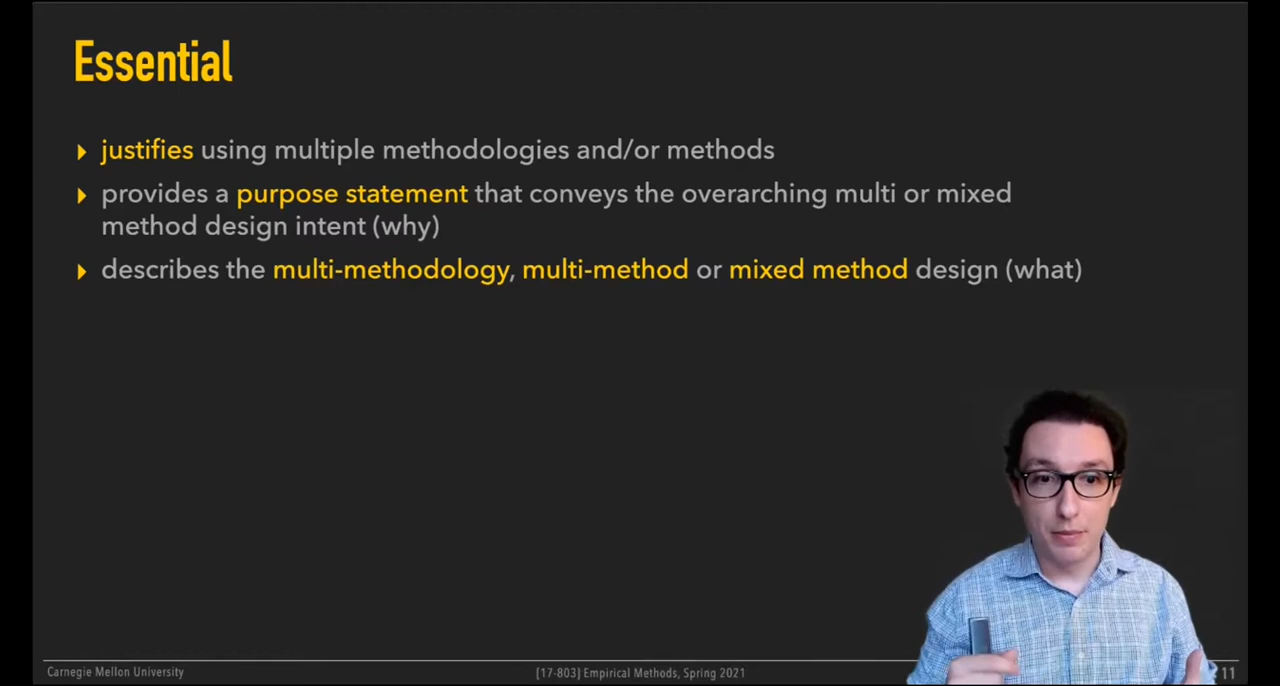 Essential
justifies using multiple methodologies and/or methods
provides a purpose statement that conveys the overarching multi or mixed
method design intent (why)
describes the multi-methodology, multi-method or mixed method design (what)
Carnegie Mellon University
[17-803] Empirical Methods, Spring 2021
11